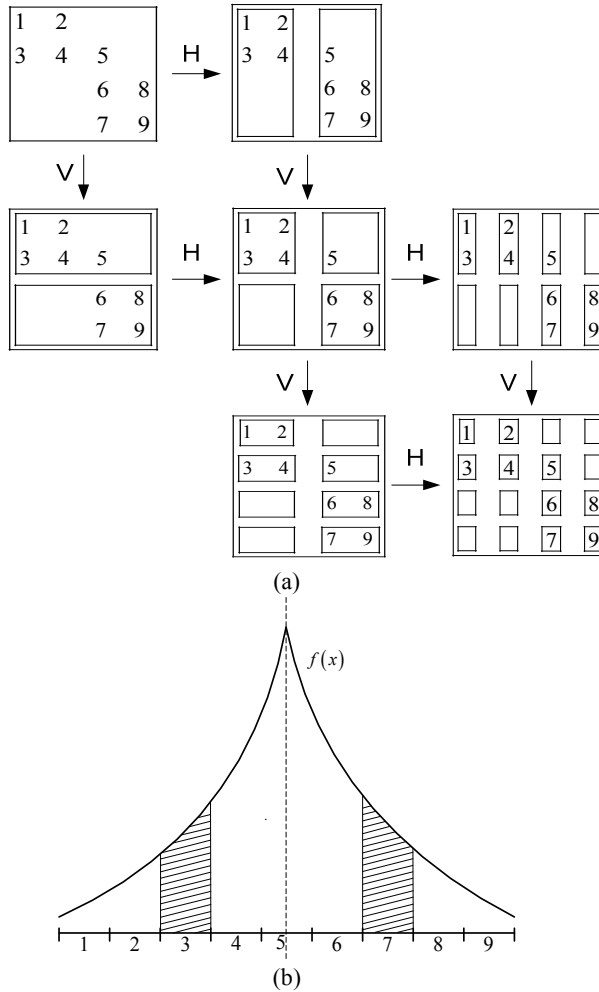 1 2 1 2
3 4 5 H 3 4 5
6 8 6 8
7 9 7 9
V V
1 2 1 2 1 2
3 4 5 H 3 4 5 H 3 4 5
6 8 6 8 6 8
7 9 7 9 7 9
V V
1 2 1 2
3 4 5 H 3 4 5
6 8 6 8
7 9 7 9
(a)
f(x)
1 2 3 4 5 6 7 8 9
(b)